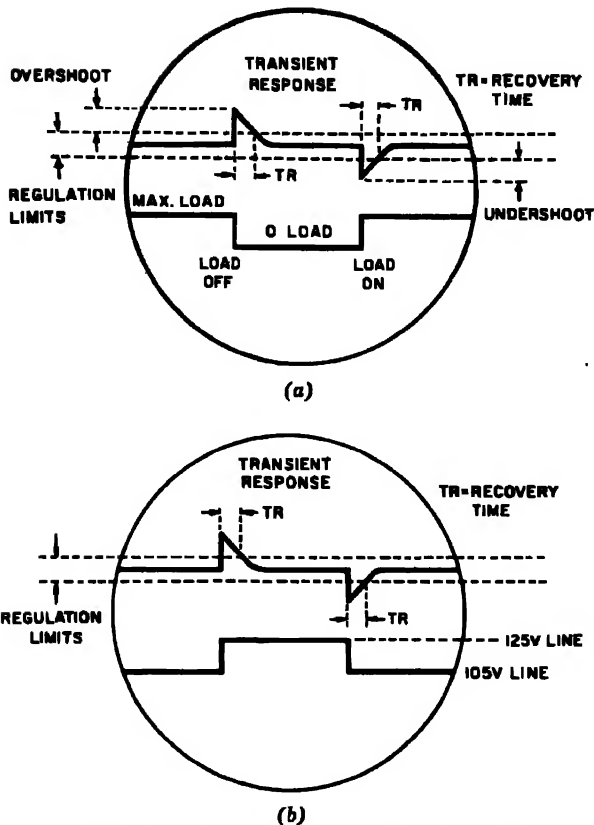 OVERSHOOT
TRANSIENT
RESPONSE
TR=RECOVERY
TIME
TR
TR
REGULATION
LIMITS
MAX. LOAD
UNDERSHOOT
0 LOAD
LOAD
OFF
LOAD
ON
(a)
TRANSIENT
RESPONSE
TR=RECOVERY
TIME
TR
REGULATION
LIMITS
TR
125V LINE
105V LINE
(b)